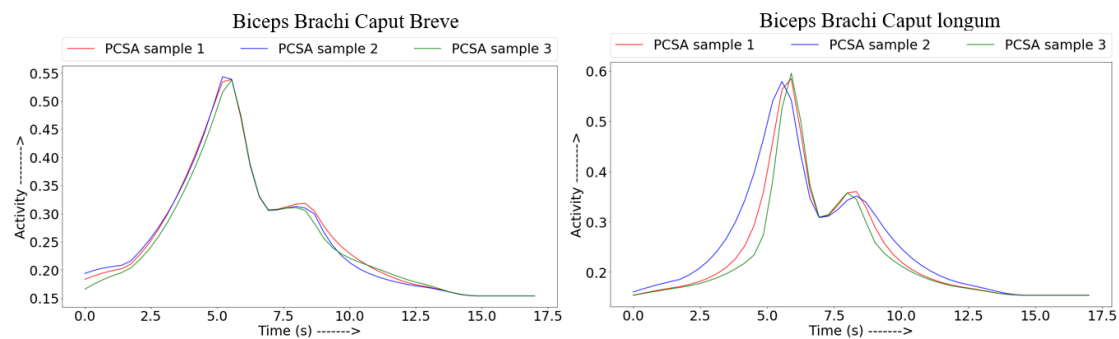 Biceps Brachi Caput Breve
PCSA sample 1 PCSA sample 2 PCSA sample 3
0.55
0.50
0.45
0.40
0.35
0.30
0.25
0.20
0.15
Activity -------->
0.0 2.5 5.0 7.5 10.0 12.5 15.0 17.5
Time (s) ------->
Biceps Brachi Caput longum
PCSA sample 1 PCSA sample 2 PCSA sample 3
0.6
0.5
0.4
0.3
0.2
Activity -------->
0.0 2.5 5.0 7.5 10.0 12.5 15.0 17.5
Time (s) ------->